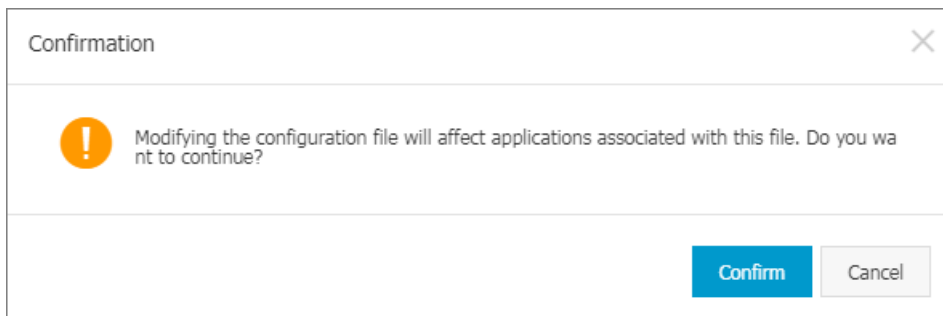 Confirmation
Modifying the configuration file will affect applications associated with this file. Do you wa
nt to continue?
Confirm
Cancel